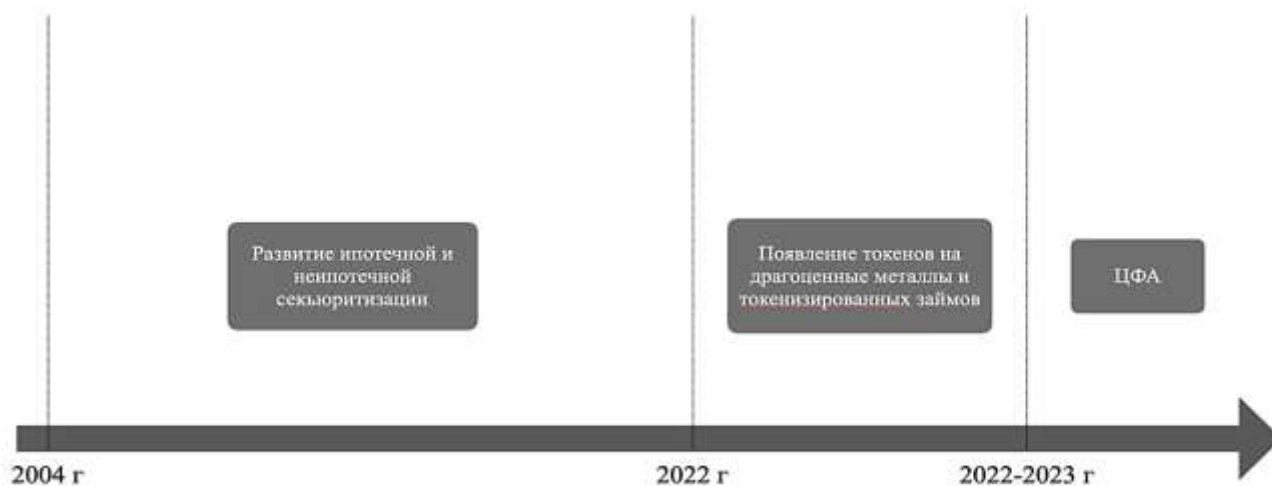 Развитие ипотечной и
неипотечной
секьюритизации
Появление токенов на
драгоценные металлы и
токенизированных займов
ЦФА
2004 г
2022 г
2022-2023 г